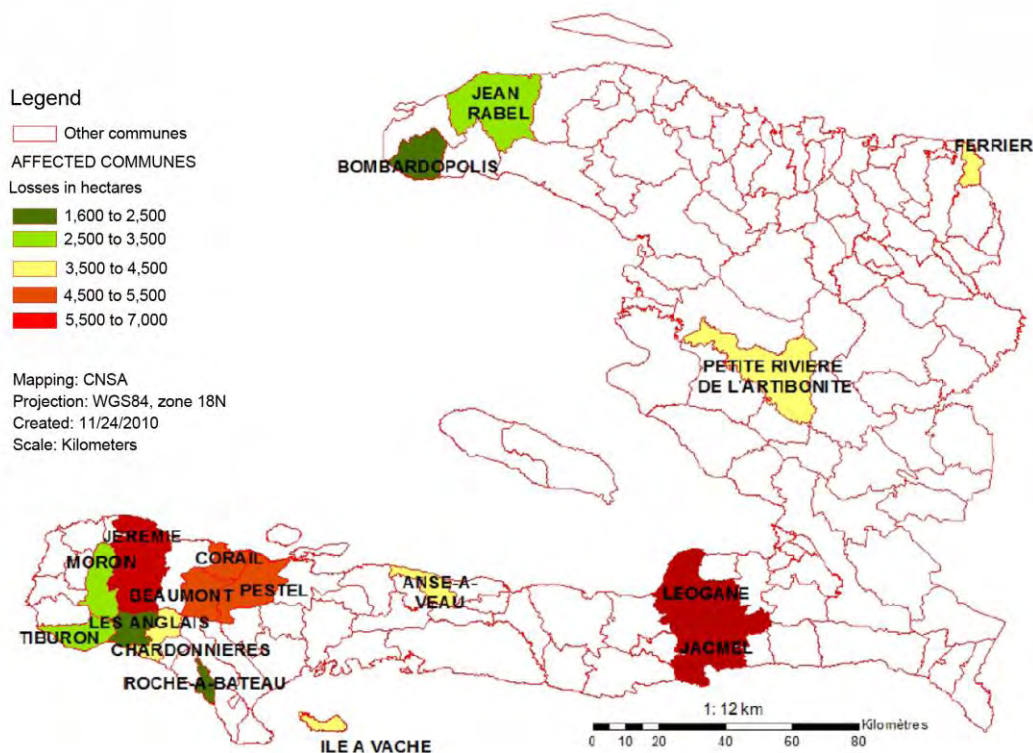 Legend
Other communes
AFFECTED COMMUNES
Losses in hectares
1,600 to 2,500
2,500 to 3,500
3,500 to 4,500
4,500 to 5,500
5,500 to 7,000
Mapping: CNSA
Projection: WGS84, zone 18N
Created: 11/24/2010
Scale: Kilometers
JEAN
RABEL
BOMBARDOPOLIS
FERRIER
PETITE RIVIERE
DE L'ARTIBONITE
JEREMIE
MORON
CORAIL
BEAUMONT
PESTEL
ANSE-A-
VEAU
LEOGANE
LES ANGLAIS
TIBURON
CHARDONNIERES
JACMEL
ROCHE-A-BATEAU
ILE A VACHE
1: 12 km
Kilomètres
0 10 20 40 60 80